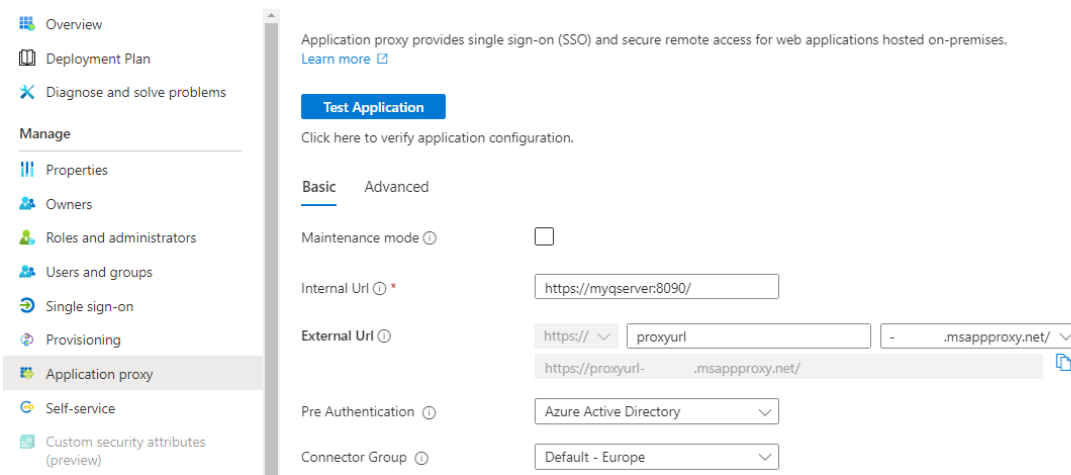 Overview
Deployment Plan
Diagnose and solve problems
Manage
Properties
Owners
Roles and administrators
Users and groups
Single sign-on
Provisioning
Application proxy
Self-service
Custom security attributes
(preview)
Application proxy provides single sign-on (SSO) and secure remote access for web applications hosted on-premises.
Learn more
Test Application
Click here to verify application configuration.
Basic Advanced
Maintenance mode
Internal Url * https://myqserver:8090/
External Url https:// proxyurl - .msappproxy.net/
https://proxyurl- .msappproxy.net/
Pre Authentication Azure Active Directory
Connector Group Default - Europe